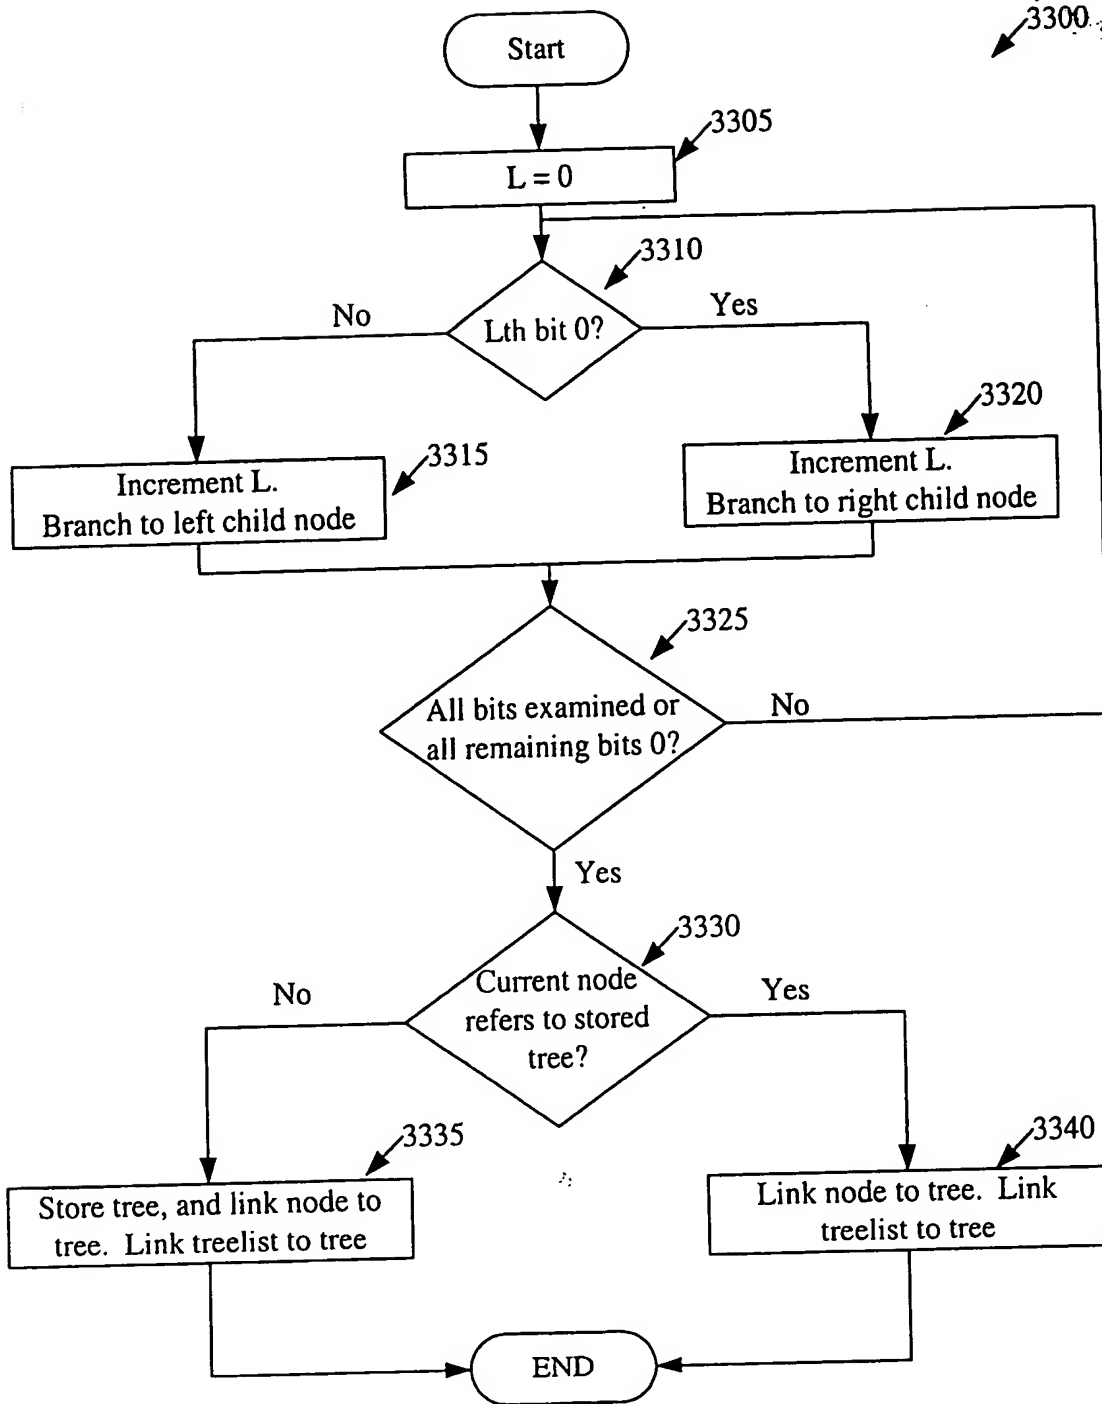 3300
Start
3305
L = 0
3310
No
Yes
Lth bit 0?
3320
3315
Increment L.
Branch to left child node
Increment L.
Branch to right child node
3325
All bits examined or
all remaining bits 0?
No
Yes
3330
No
Yes
Current node
refers to stored
tree?
3335
3340
Store tree, and link node to
tree. Link treelist to tree
Link node to tree. Link
treelist to tree
END